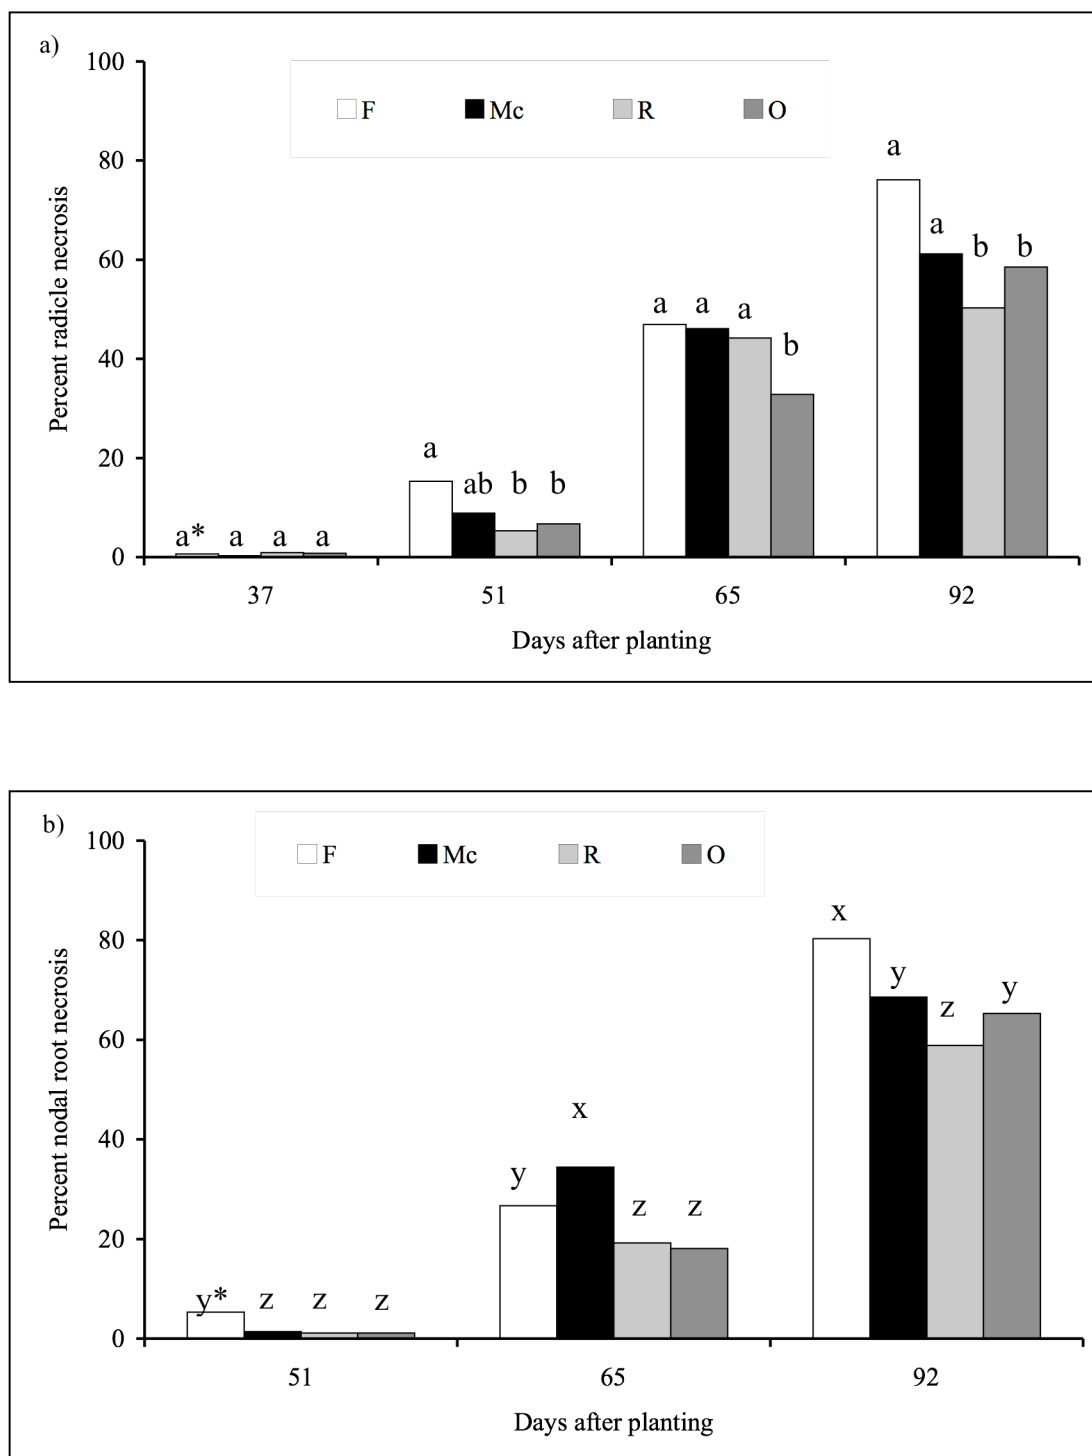 a)
100
F Mc R O
80
60
40
20
0
Percent radicle necrosis
a* a a a
a ab b b
a a a b
a a b b
37 51 65 92
Days after planting
b)
100
F Mc R O
80
60
40
20
0
Percent nodal root necrosis
y* z z z
y x z z
x y z y
51 65 92
Days after planting